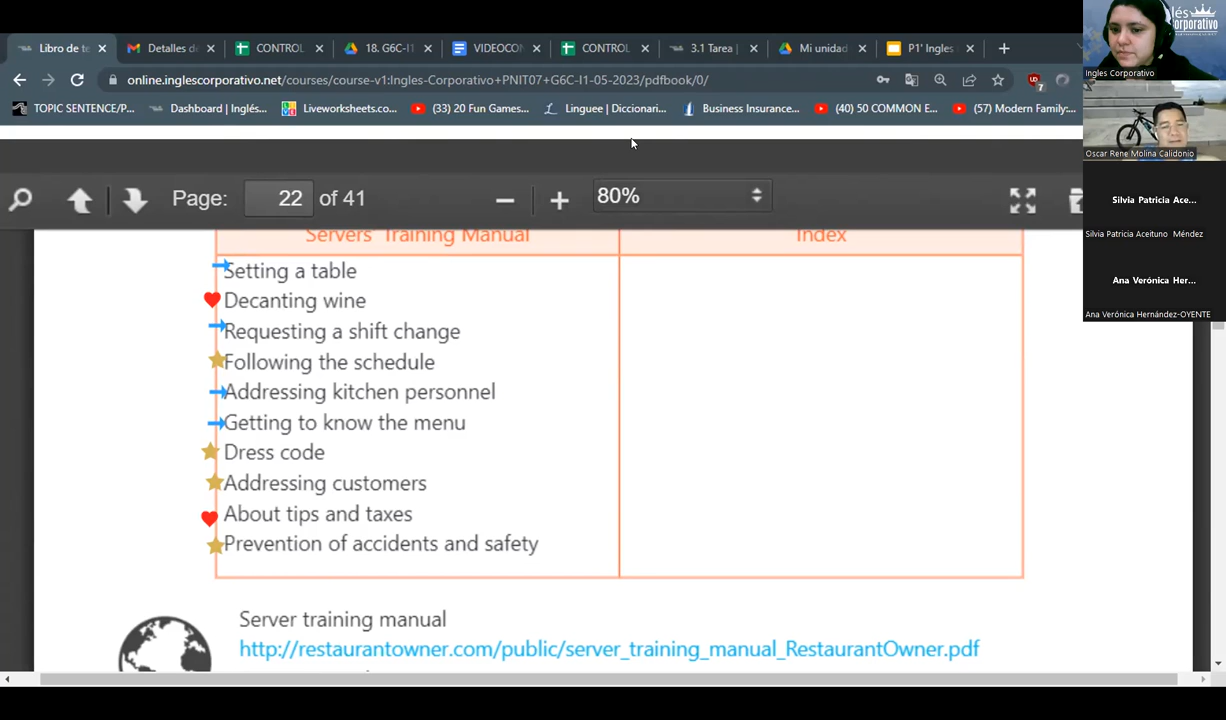 Libro de te
Detalles de
CONTROL
18. G6C-I1
VIDEOCON
CONTROL
3.1 Tarea |
Mi unidad
P1' Ingles
online.inglescorporativo.net/courses/course-v1:Ingles-Corporativo+PNIT07+G6C-I1-05-2023/pdfbook/0/
7
TOPIC SENTENCE/P...
Dashboard | Inglés...
Liveworksheets.co...
(33) 20 Fun Games...
Linguee | Diccionari...
Business Insurance...
(40) 50 COMMON E...
(57) Modern Family:...
Page: 22 of 41
80%
Servers' Training Manual
Index
Setting a table
Decanting wine
Requesting a shift change
Following the schedule
Addressing kitchen personnel
Getting to know the menu
Dress code
Addressing customers
About tips and taxes
Prevention of accidents and safety
Server training manual
http://restaurantowner.com/public/server_training_manual_RestaurantOwner.pdf
lés
orporativo
Ingles Corporativo
Oscar Rene Molina Calidonio
Silvia Patricia Ace...
Silvia Patricia Aceituno Méndez
Ana Verónica Her...
Ana Verónica Hernández-OYENTE